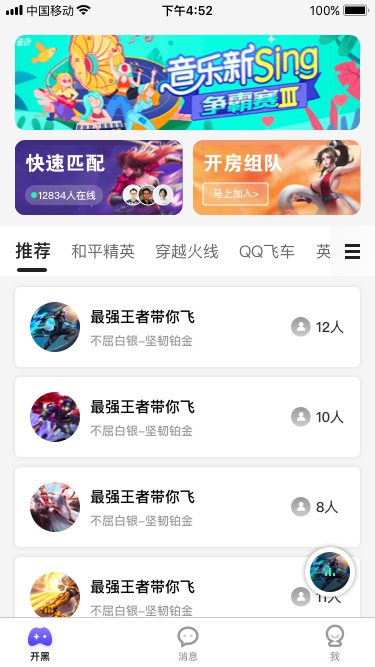 中国移动
下午4:52
100%
音乐新Sing
争霸赛III
快速匹配
12834人在线
开房组队
马上加入>
推荐
和平精英
穿越火线
QQ飞车
英
最强王者带你飞
不屈白银-坚韧铂金
12人
最强王者带你飞
不屈白银-坚韧铂金
10人
最强王者带你飞
不屈白银-坚韧铂金
8人
最强王者带你飞
不屈白银-坚韧铂金
11人
开黑
消息
我